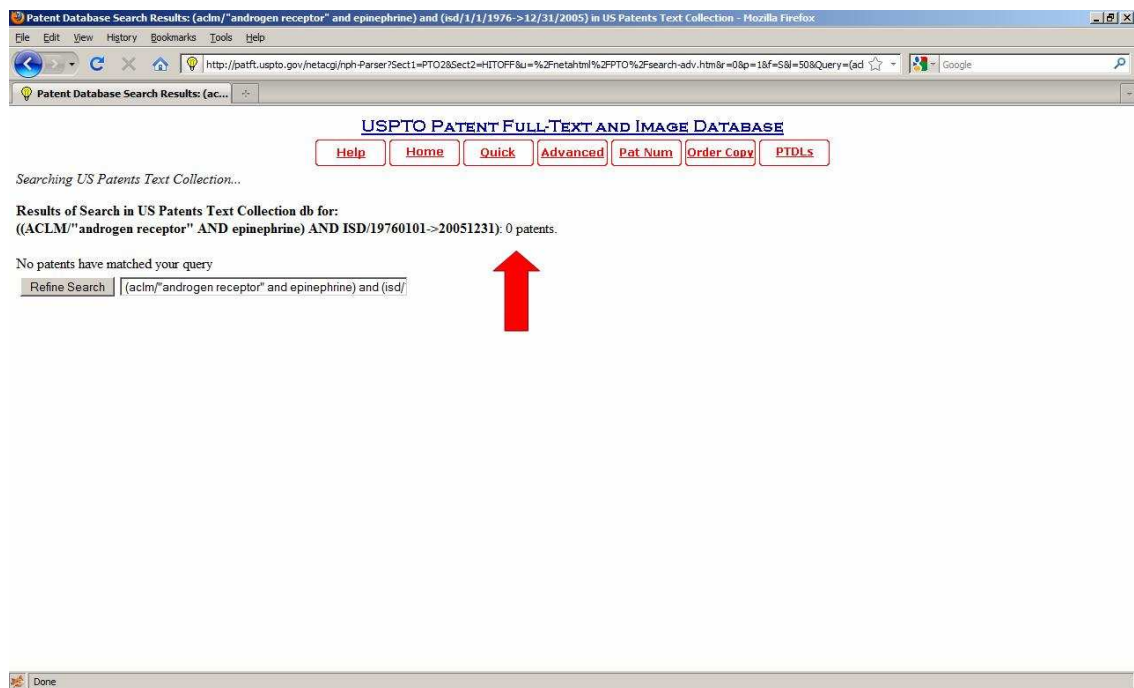 Patent Database Search Results: (aclm/"androgen receptor" and epinephrine) and (isd/1/1/1976->12/31/2005) in US Patents Text Collection - Mozilla Firefox
File Edit View History Bookmarks Tools Help
http://patft.uspto.gov/netacgi/nph-Parser?Sect1=PTO2&Sect2=HITOFF&u=%2Fnetahtml%2FPTO%2Fsearch-adv.htm&r=0&p=1&f=S&l=50&Query=(ad Google
Patent Database Search Results: (ac...
USPTO PATENT FULL-TEXT AND IMAGE DATABASE
Help Home Quick Advanced Pat Num Order Copy PTDLs
Searching US Patents Text Collection...
Results of Search in US Patents Text Collection db for:
((ACLM/"androgen receptor" AND epinephrine) AND ISD/19760101->20051231): 0 patents.
No patents have matched your query
Refine Search (aclm/"androgen receptor" and epinephrine) and (isd/
Done